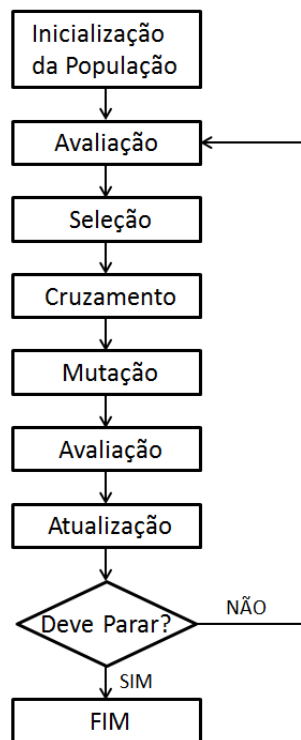 Inicialização
da População
Avaliação
Seleção
Cruzamento
Mutação
Avaliação
Atualização
Deve Parar?
NÃO
SIM
FIM